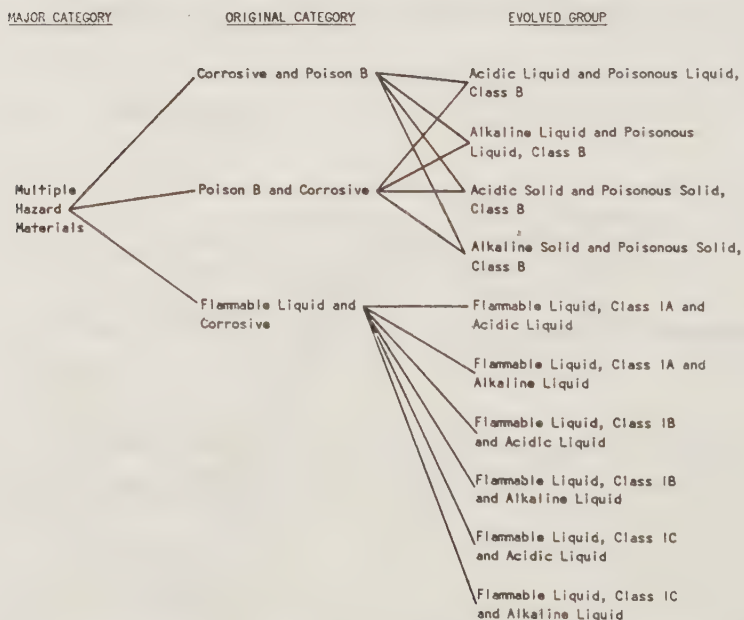 MAJOR CATEGORY
ORIGINAL CATEGORY
EVOLVED GROUP
Multiple
Hazard
Materials
Corrosive and Poison B
Poison B and Corrosive
Flammable Liquid and
Corrosive
Acidic Liquid and Poisonous Liquid,
Class B
Alkaline Liquid and Poisonous
Liquid, Class B
Acidic Solid and Poisonous Solid,
Class B
Alkaline Solid and Poisonous Solid,
Class B
Flammable Liquid, Class IA and
Acidic Liquid
Flammable Liquid, Class IA and
Alkaline Liquid
Flammable Liquid, Class IB
and Acidic Liquid
Flammable Liquid, Class IB
and Alkaline Liquid
Flammable Liquid, Class IC
and Acidic Liquid
Flammable Liquid, Class IC
and Alkaline Liquid